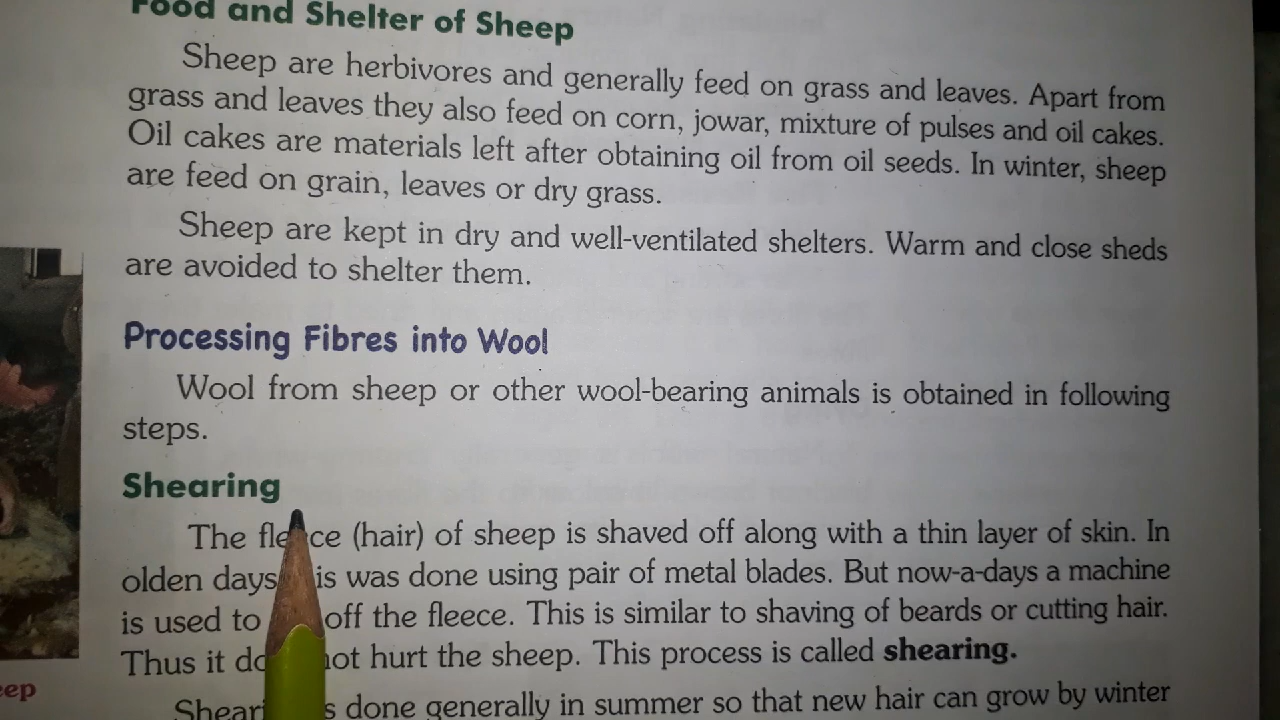 Food and Shelter of Sheep
Sheep are herbivores and generally feed on grass and leaves. Apart from
grass and leaves they also feed on corn, jowar, mixture of pulses and oil cakes.
Oil cakes are materials left after obtaining oil from oil seeds. In winter, sheep
are feed on grain, leaves or dry grass.
Sheep are kept in dry and well-ventilated shelters. Warm and close sheds
are avoided to shelter them.
Processing Fibres into Wool
Wool from sheep or other wool-bearing animals is obtained in following
steps.
Shearing
The fleece (hair) of sheep is shaved off along with a thin layer of skin. In
olden days is was done using pair of metal blades. But now-a-days a machine
is used to off the fleece. This is similar to shaving of beards or cutting hair.
Thus it not hurt the sheep. This process is called shearing.
eep
done generally in summer so that new hair can grow by winter